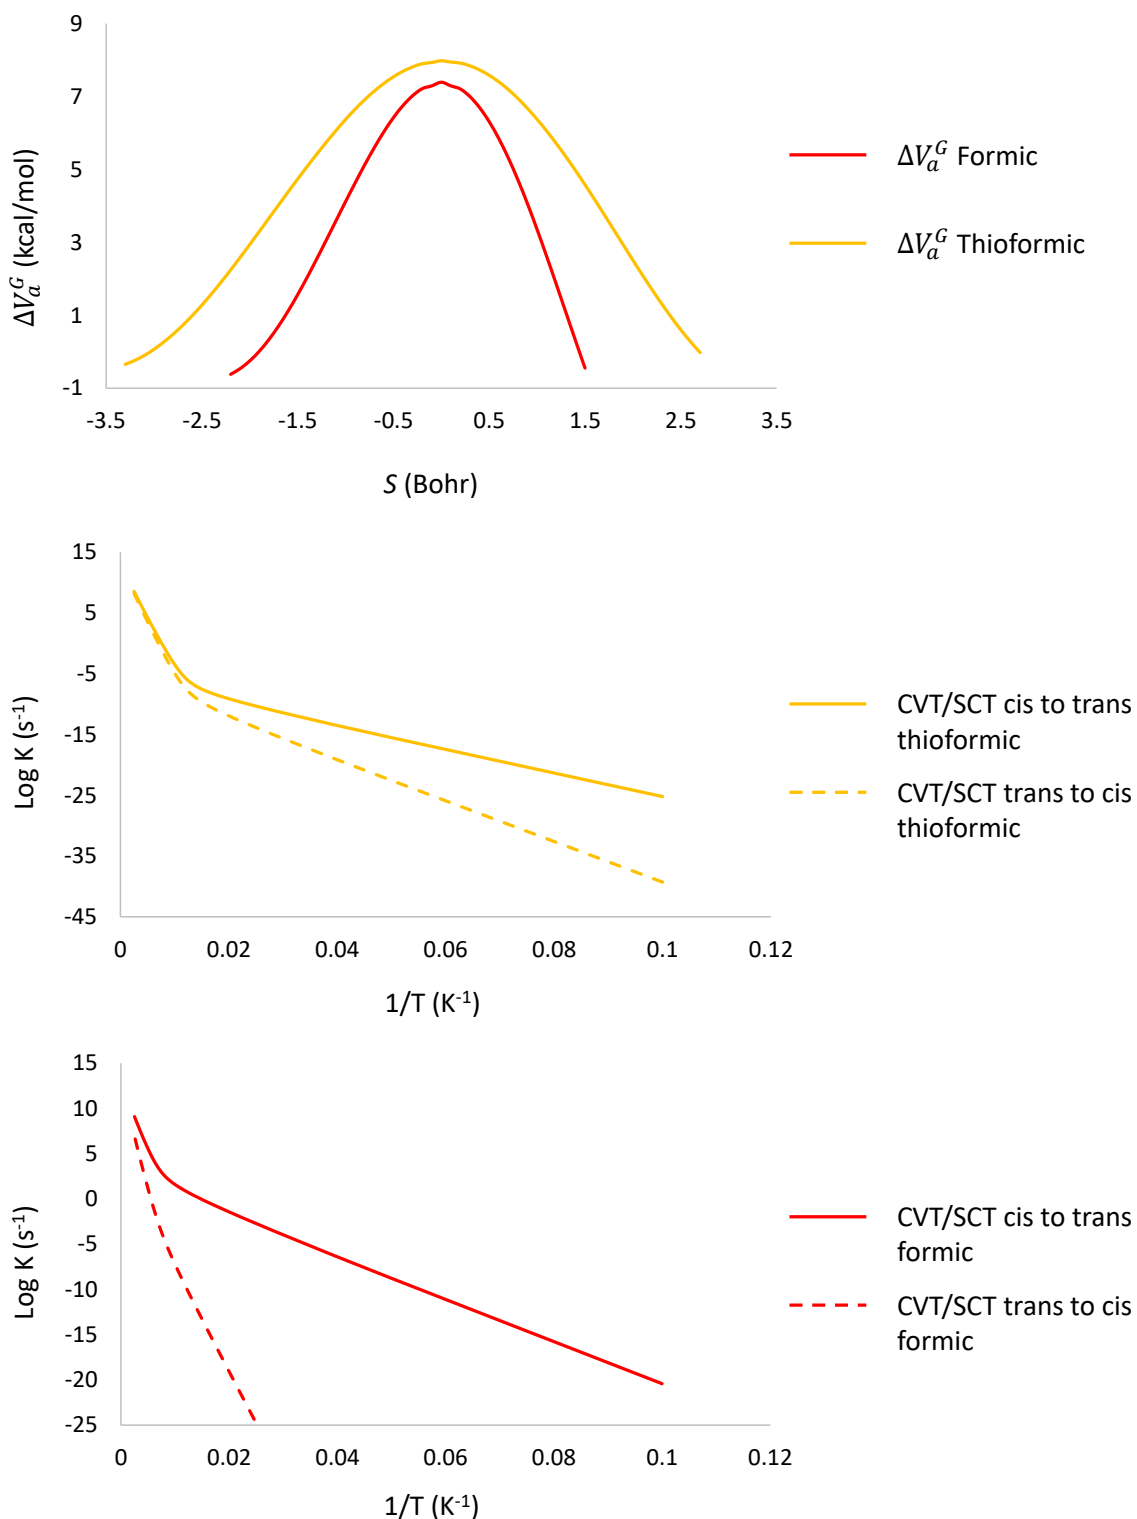 9
7
5
3
1
-1
ΔV_a^G (kcal/mol)
-3.5 -2.5 -1.5 -0.5 0.5 1.5 2.5 3.5
S (Bohr)
ΔV_a^G Formic
ΔV_a^G Thioformic
15
5
-5
-15
-25
-35
-45
Log K (s⁻¹)
0 0.02 0.04 0.06 0.08 0.1 0.12
1/T (K⁻¹)
CVT/SCT cis to trans
thioformic
CVT/SCT trans to cis
thioformic
15
10
5
0
-5
-10
-15
-20
-25
Log K (s⁻¹)
0 0.02 0.04 0.06 0.08 0.1 0.12
1/T (K⁻¹)
CVT/SCT cis to trans
formic
CVT/SCT trans to cis
formic